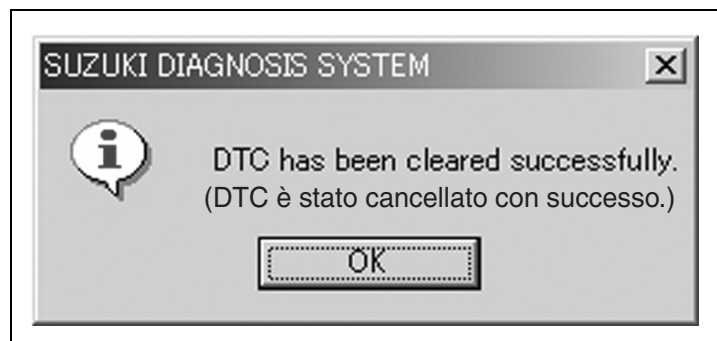 SUZUKI DIAGNOSIS SYSTEM
DTC has been cleared successfully.
(DTC è stato cancellato con successo.)
OK